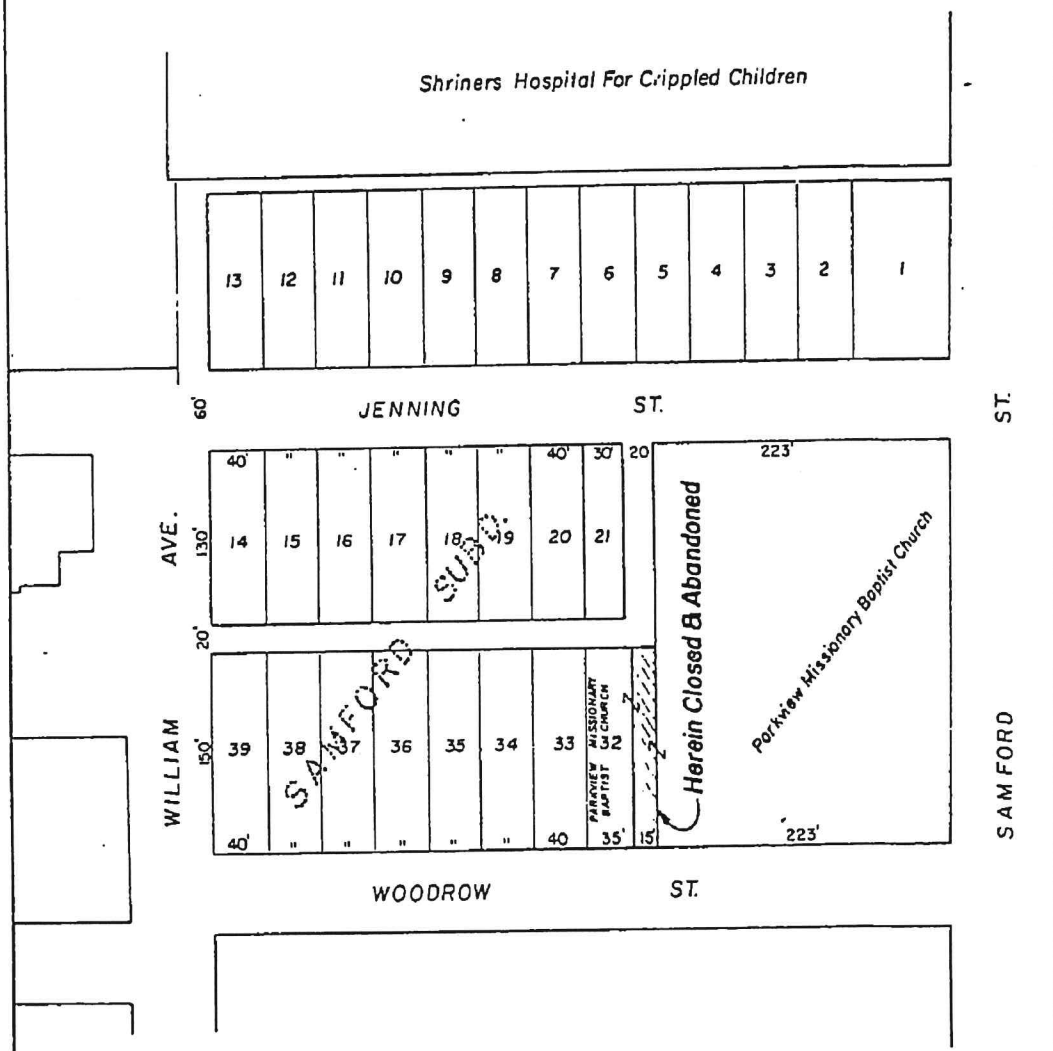 Shriners Hospital For Crippled Children
13 12 11 10 9 8 7 6 5 4 3 2 1
60'
JENNING ST.
ST.
40' " " " " " 40' 30' 20' 223'
AVE.
130'
14 15 16 17 18 19 20 21
SUBD.
Herein Closed & Abandoned
Parkview Missionary Baptist Church
20'
SAMFORD
WILLIAM
150'
39 38 37 36 35 34 33 32
PARKVIEW MISSIONARY
BAPTIST CHURCH
SAMFORD
40' " " " " " 40 35' 15' 223'
WOODROW ST.